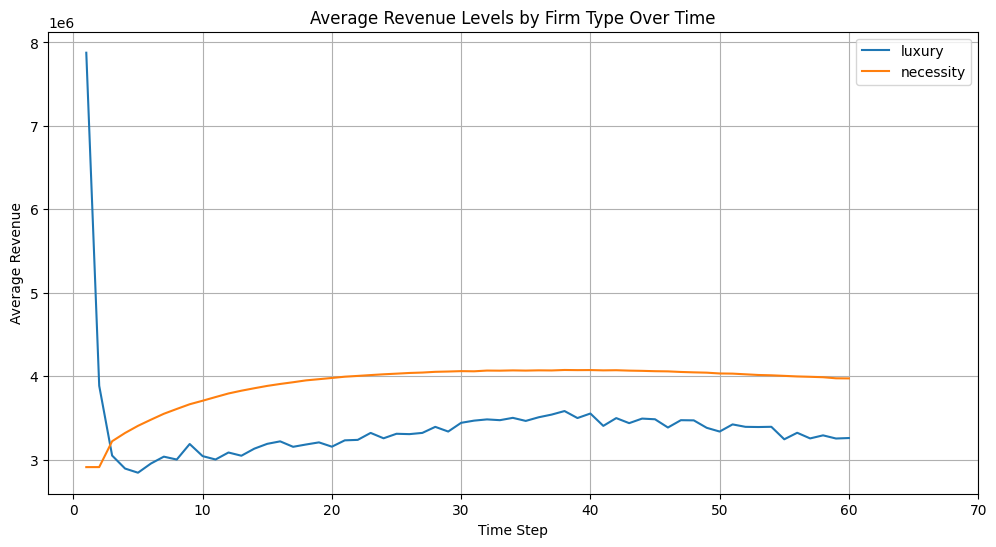 Average Revenue Levels by Firm Type Over Time
1e6
8
7
6
5
4
3
Average Revenue
luxury
necessity
0 10 20 30 40 50 60 70
Time Step